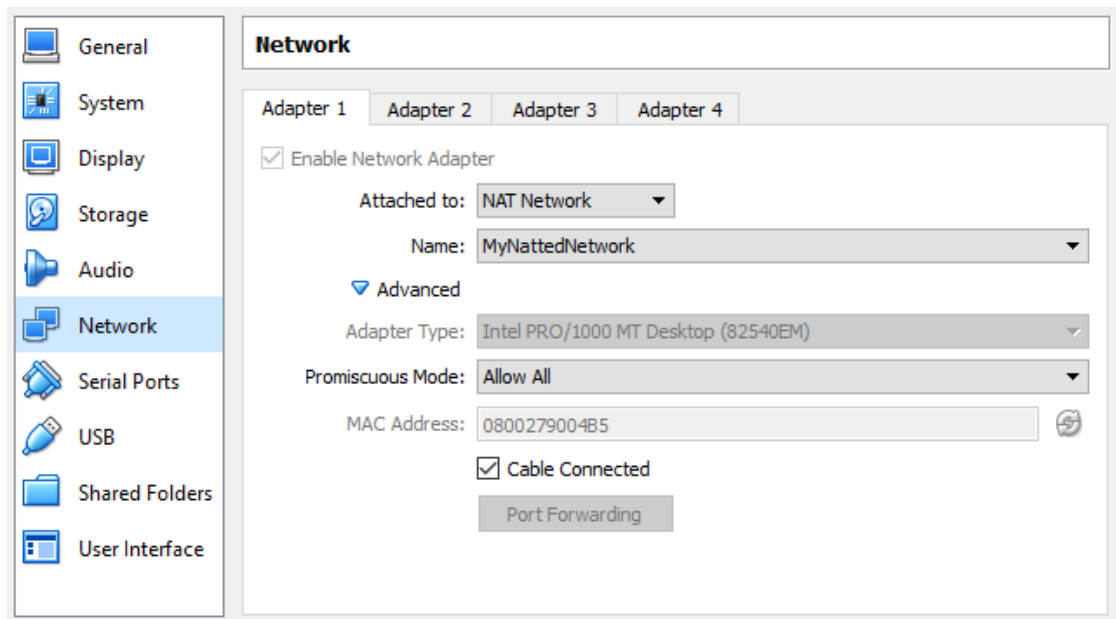 General
System
Display
Storage
Audio
Network
Serial Ports
USB
Shared Folders
User Interface
Network
Adapter 1 Adapter 2 Adapter 3 Adapter 4
Enable Network Adapter
Attached to: NAT Network
Name: MyNattedNetwork
Advanced
Adapter Type: Intel PRO/1000 MT Desktop (82540EM)
Promiscuous Mode: Allow All
MAC Address: 0800279004B5
Cable Connected
Port Forwarding